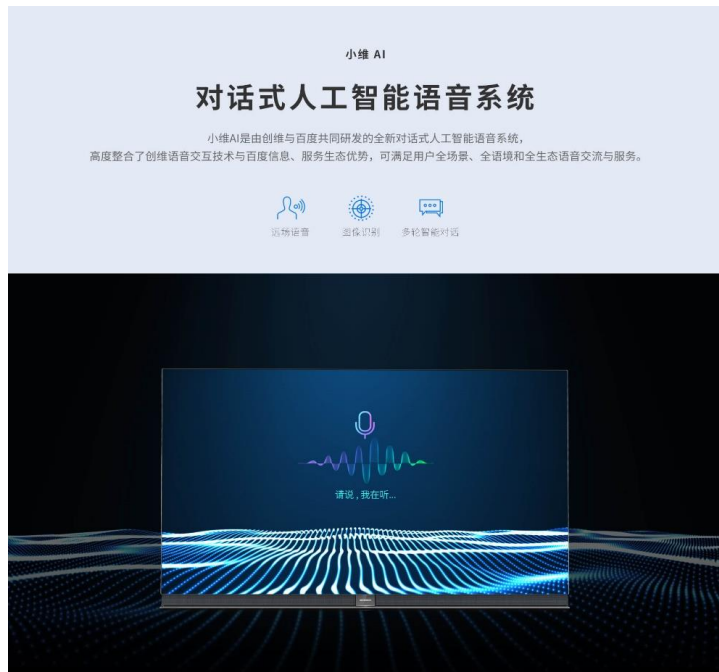 小维 AI
对话式人工智能语音系统
小维AI是由创维与百度共同研发的全新对话式人工智能语音系统，
高度整合了创维语音交互技术与百度信息、服务生态优势，可满足用户全场景、全语境和全生态语音交流与服务。
远场语音 图像识别 多轮智能对话
请说，我在听...